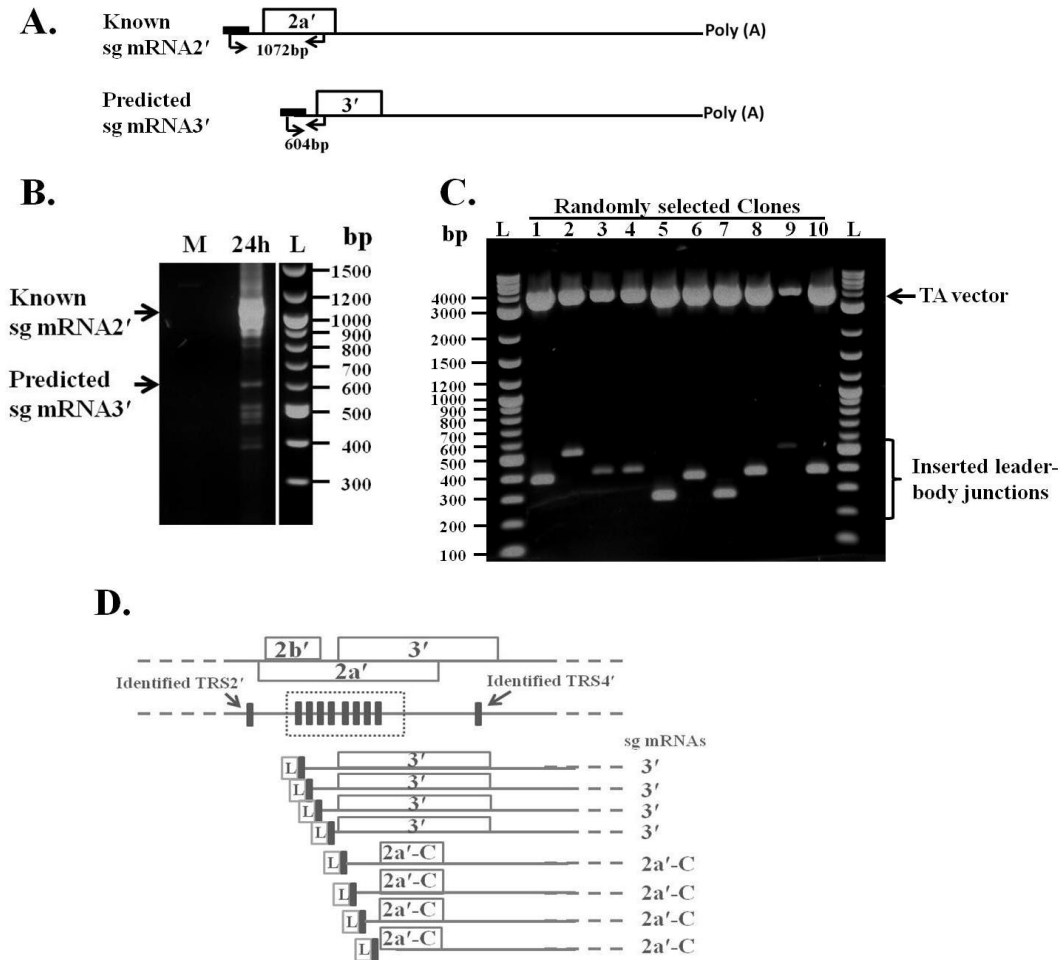 A.
Known
sg mRNA2′
2a′
1072bp
Poly (A)
Predicted
sg mRNA3′
3′
604bp
Poly (A)
B.
M 24h L bp
Known
sg mRNA2′
Predicted
sg mRNA3′
1500
1200
1000
900
800
700
600
500
400
300
C.
Randomly selected Clones
bp L 1 2 3 4 5 6 7 8 9 10 L
4000
3000
2000
1500
1200
1000
900
800
700
600
500
400
300
200
100
TA vector
Inserted leader-
body junctions
D.
2b′ 3′
2a′
Identified TRS2′
Identified TRS4′
sg mRNAs
L 3′ 3′
L 3′ 3′
L 3′ 3′
L 3′ 3′
L 2a′-C 2a′-C
L 2a′-C 2a′-C
L 2a′-C 2a′-C
L 2a′-C 2a′-C